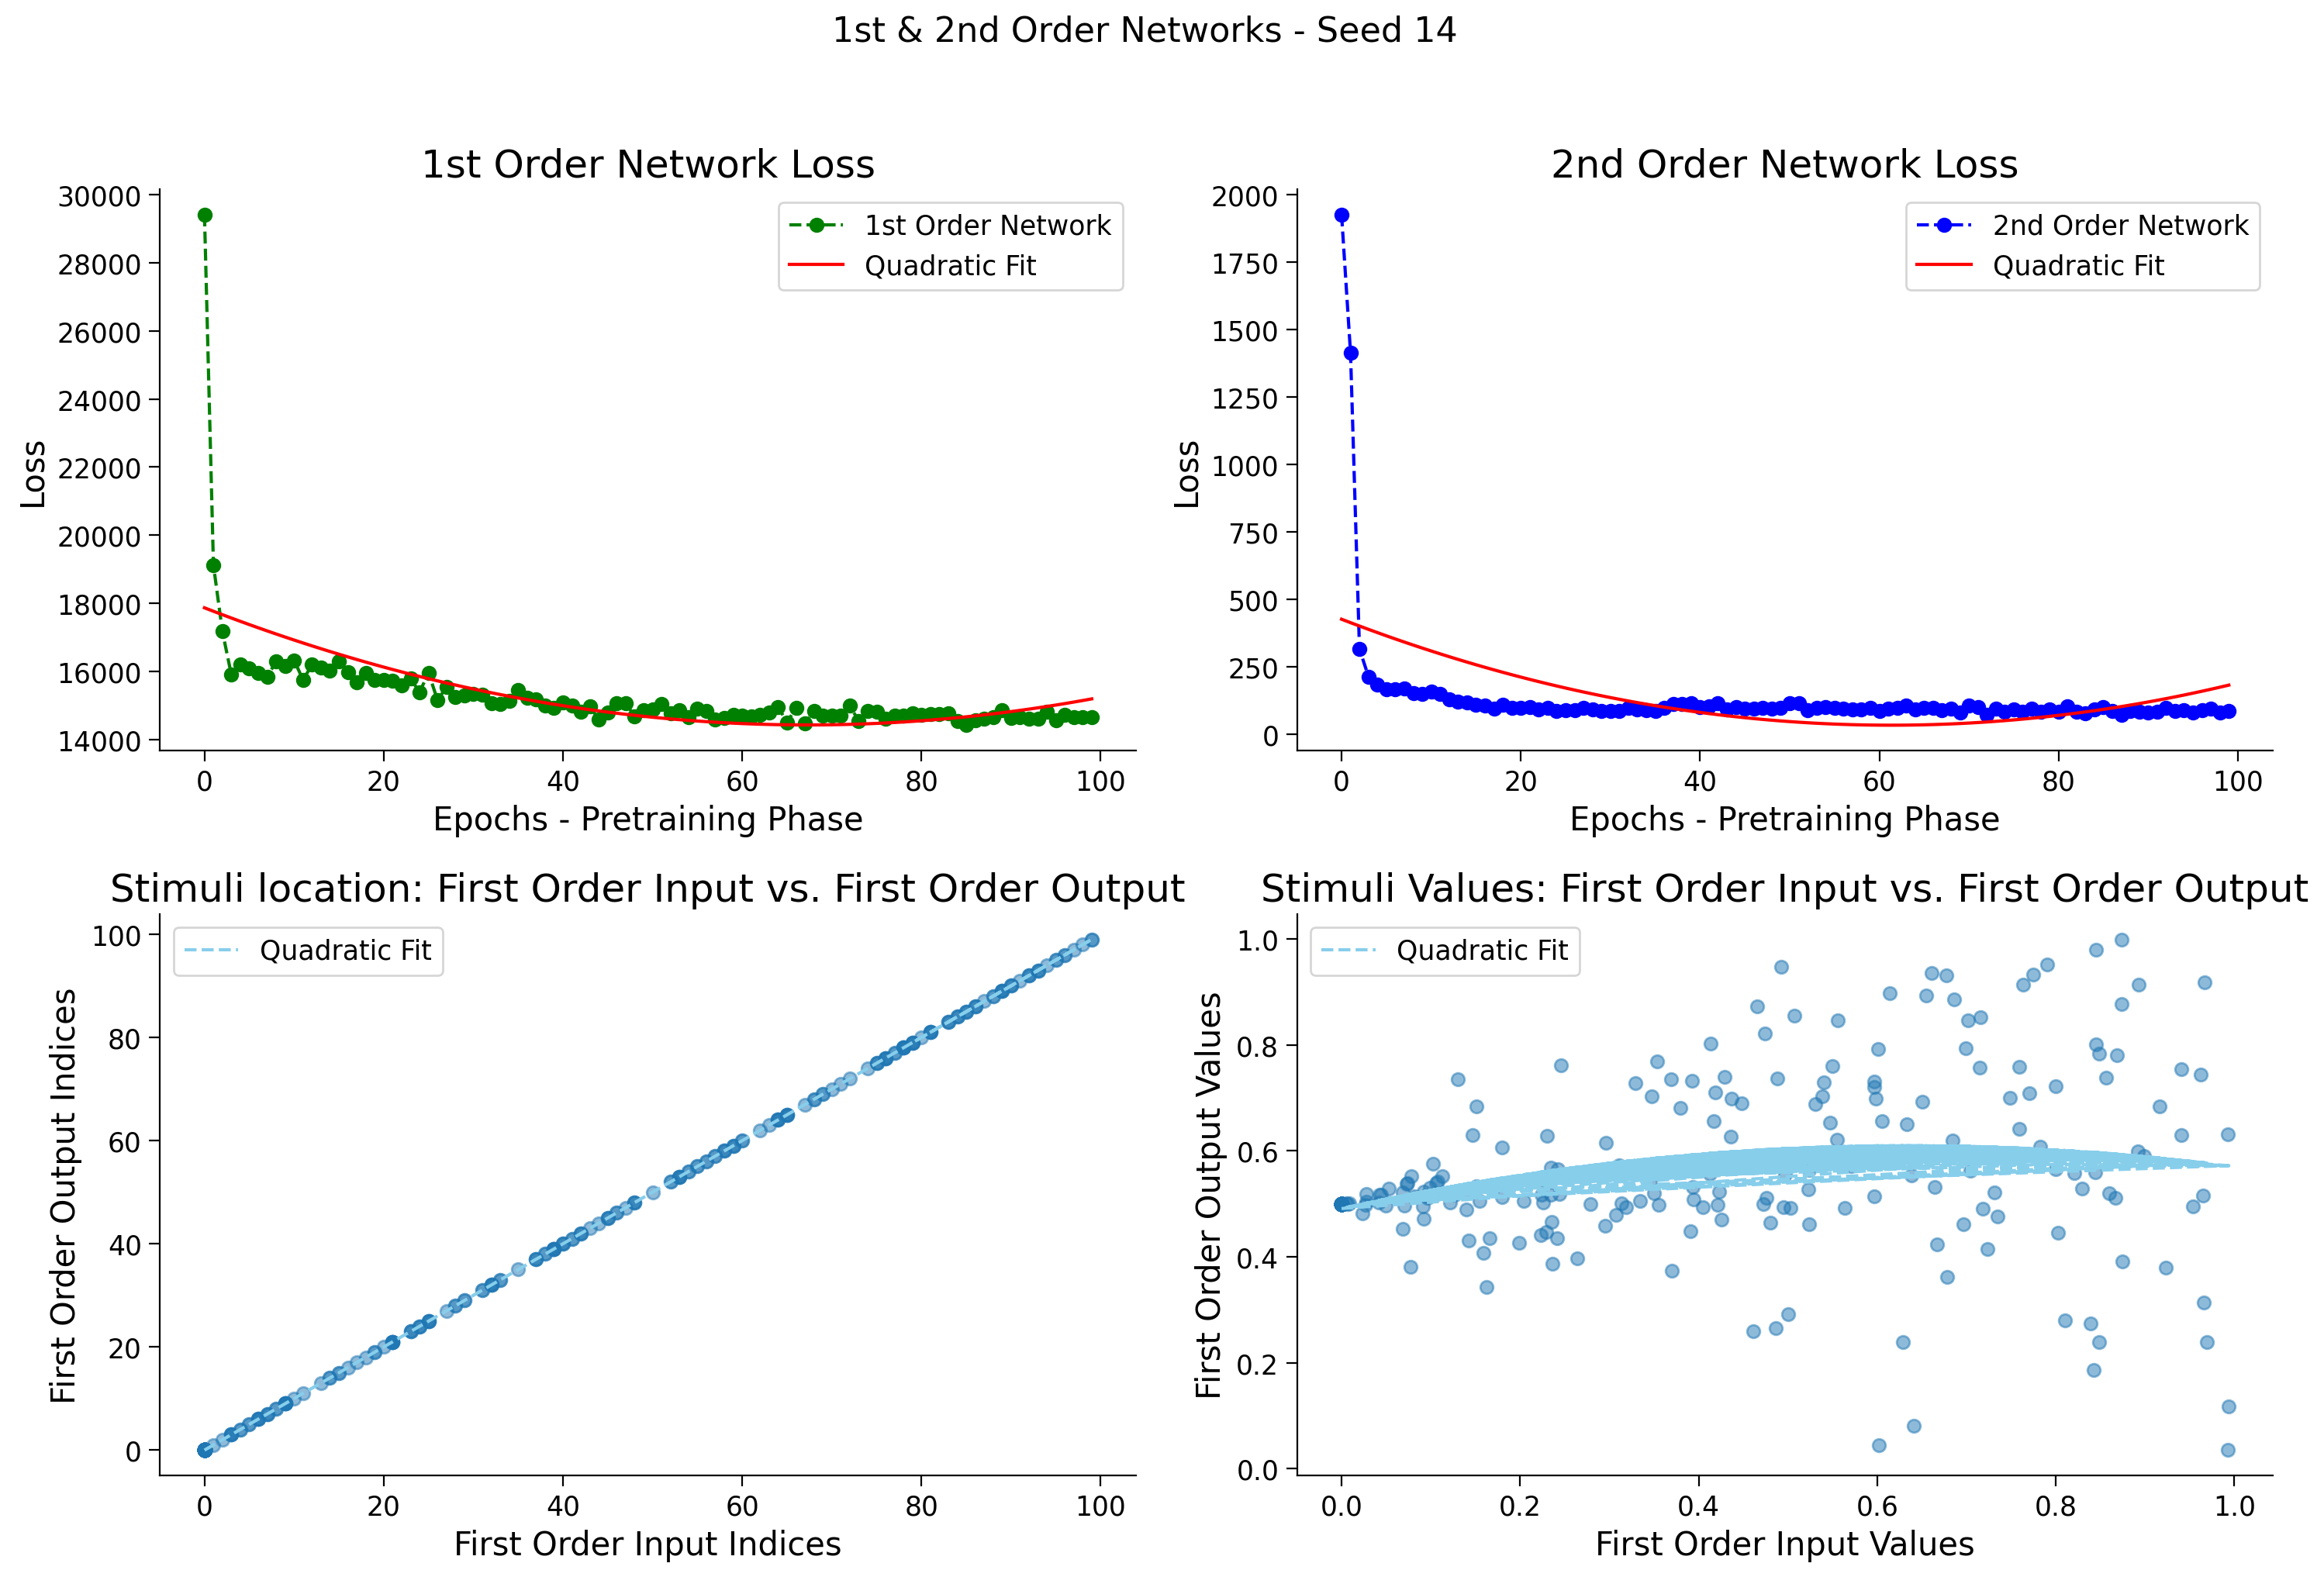 1st & 2nd Order Networks - Seed 14
1st Order Network Loss
30000
28000
26000
24000
22000
20000
18000
16000
14000
Loss
1st Order Network
Quadratic Fit
0
20
40
60
80
100
Epochs - Pretraining Phase
2nd Order Network Loss
2000
1750
1500
1250
1000
750
500
250
0
Loss
2nd Order Network
Quadratic Fit
0
20
40
60
80
100
Epochs - Pretraining Phase
Stimuli location: First Order Input vs. First Order Output
100
80
60
40
20
0
First Order Output Indices
Quadratic Fit
0
20
40
60
80
100
First Order Input Indices
Stimuli Values: First Order Input vs. First Order Output
1.0
0.8
0.6
0.4
0.2
0.0
First Order Output Values
Quadratic Fit
0.0
0.2
0.4
0.6
0.8
1.0
First Order Input Values